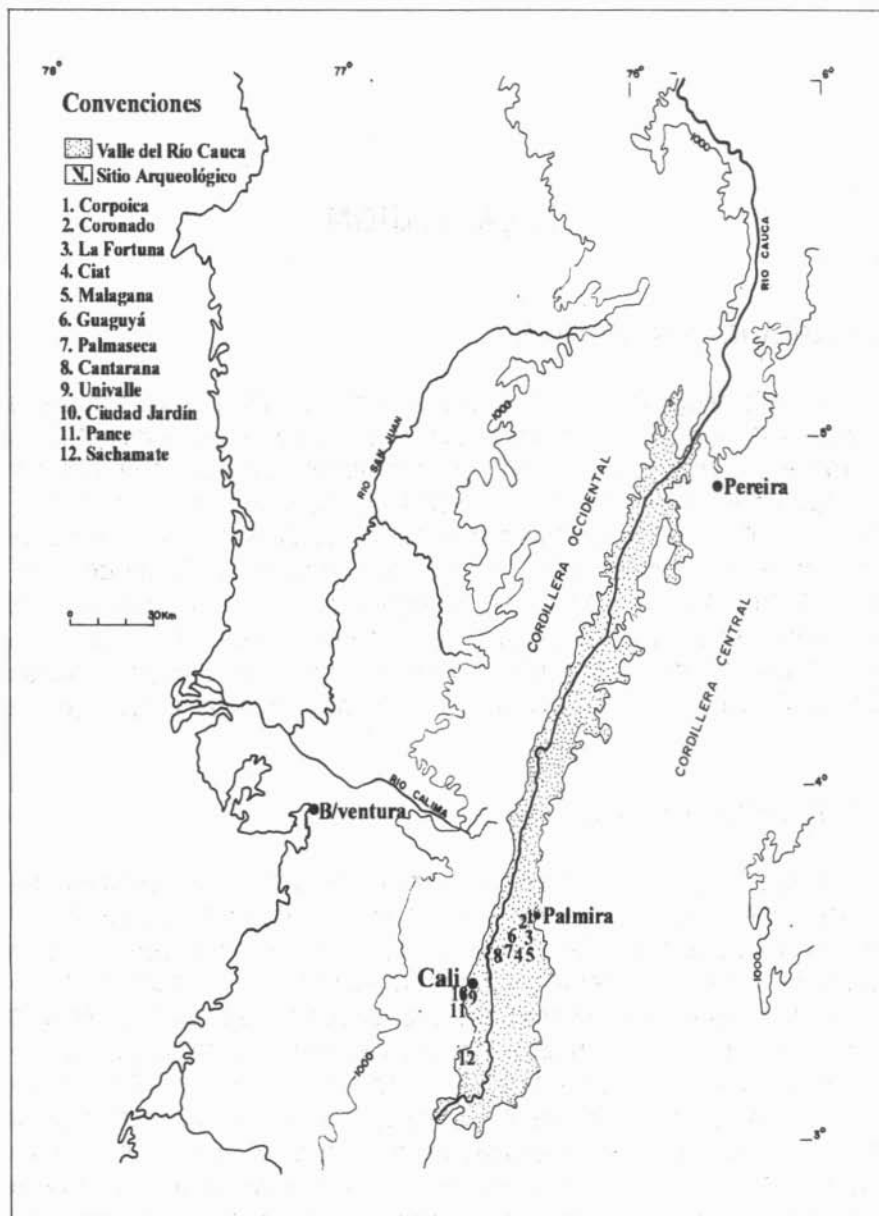 78° 77° 76° 6°
Convenciones
Valle del Río Cauca
N. Sitio Arqueológico
1. Corpoica
2. Coronado
3. La Fortuna
4. Ciat
5. Malagana
6. Guaguyá
7. Palmaseca
8. Cantarana
9. Univalle
10. Ciudad Jardín
11. Pance
12. Sachamate
1000
RIO CAUCA
1000
RIO SAN JUAN
5°
Pereira
CORDILLERA OCCIDENTAL
CORDILLERA CENTRAL
0 30Km
4°
RIO CALIMA
B/ventura
1 Palmira
2
6 3
8 7 4 5
Cali
10 9
11
12
1000
1000
3°